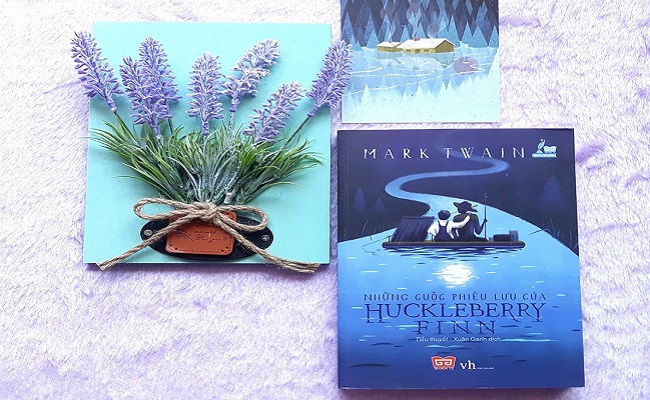 MARK TWAIN
NHỮNG CUỘC PHIÊU LƯU CỦA
HUCKLEBERRY
FINN
Tiểu thuyết - Xuân Oanh dịch
vh